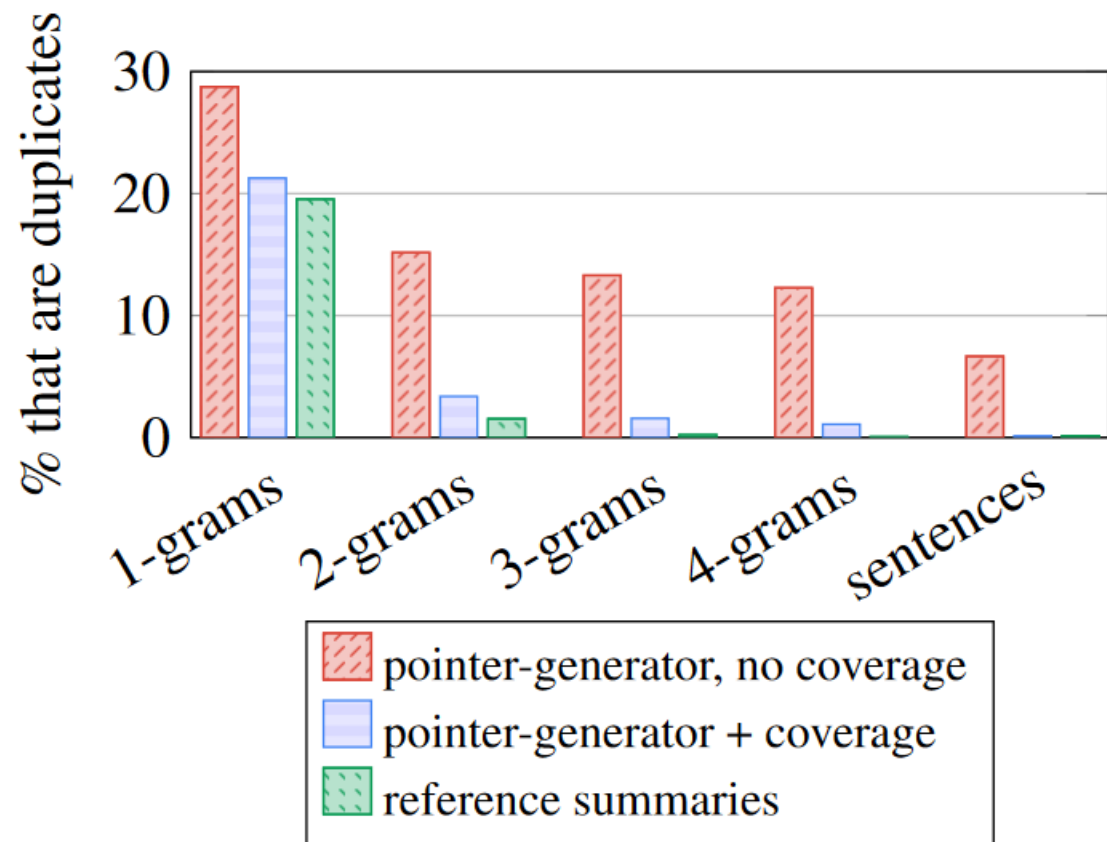 % that are duplicates
30
20
10
0
1-grams
2-grams
3-grams
4-grams
sentences
pointer-generator, no coverage
pointer-generator + coverage
reference summaries